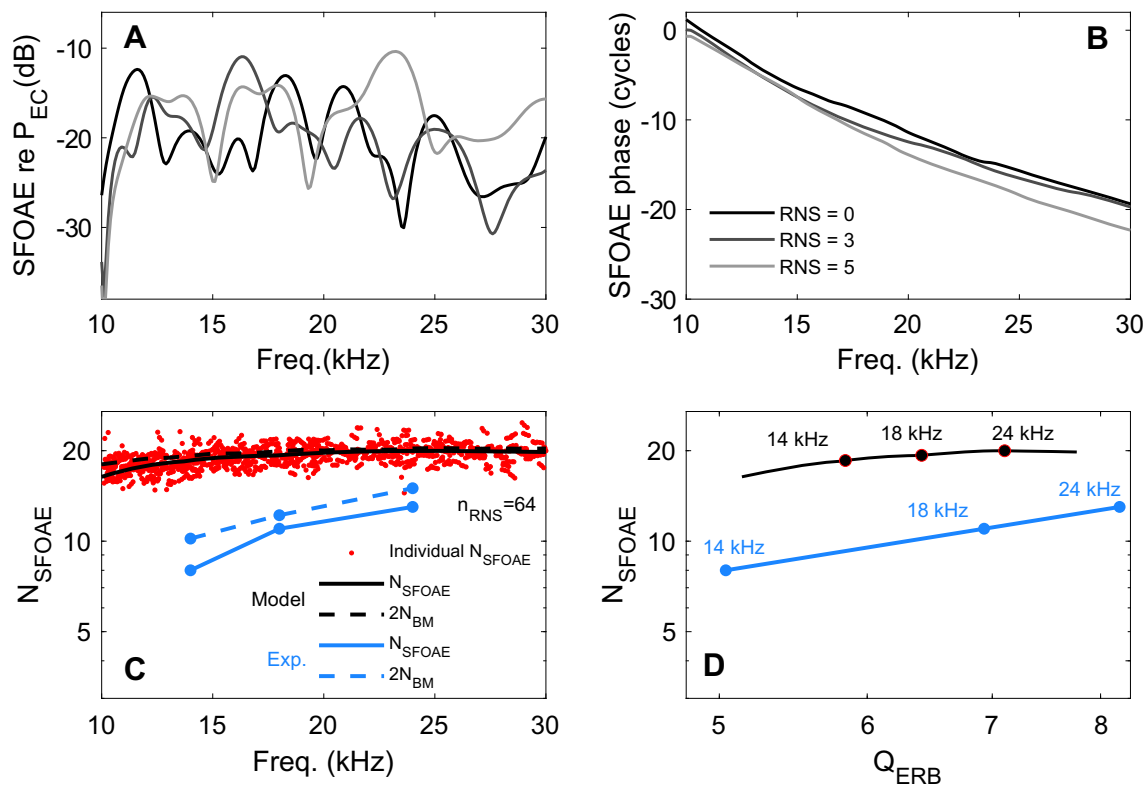 A
SFOAE re P_EC(dB)
-10
-20
-30
10 15 20 25 30
Freq.(kHz)
B
SFOAE phase (cycles)
0
-10
-20
-30
RNS = 0
RNS = 3
RNS = 5
10 15 20 25 30
Freq. (kHz)
C
N_SFOAE
20
10
5
n_RNS=64
Individual N_SFOAE
Model
N_SFOAE
2N_BM
Exp.
N_SFOAE
2N_BM
10 15 20 25 30
Freq. (kHz)
D
N_SFOAE
20
10
5
14 kHz 18 kHz 24 kHz
14 kHz 18 kHz 24 kHz
5 6 7 8
Q_ERB